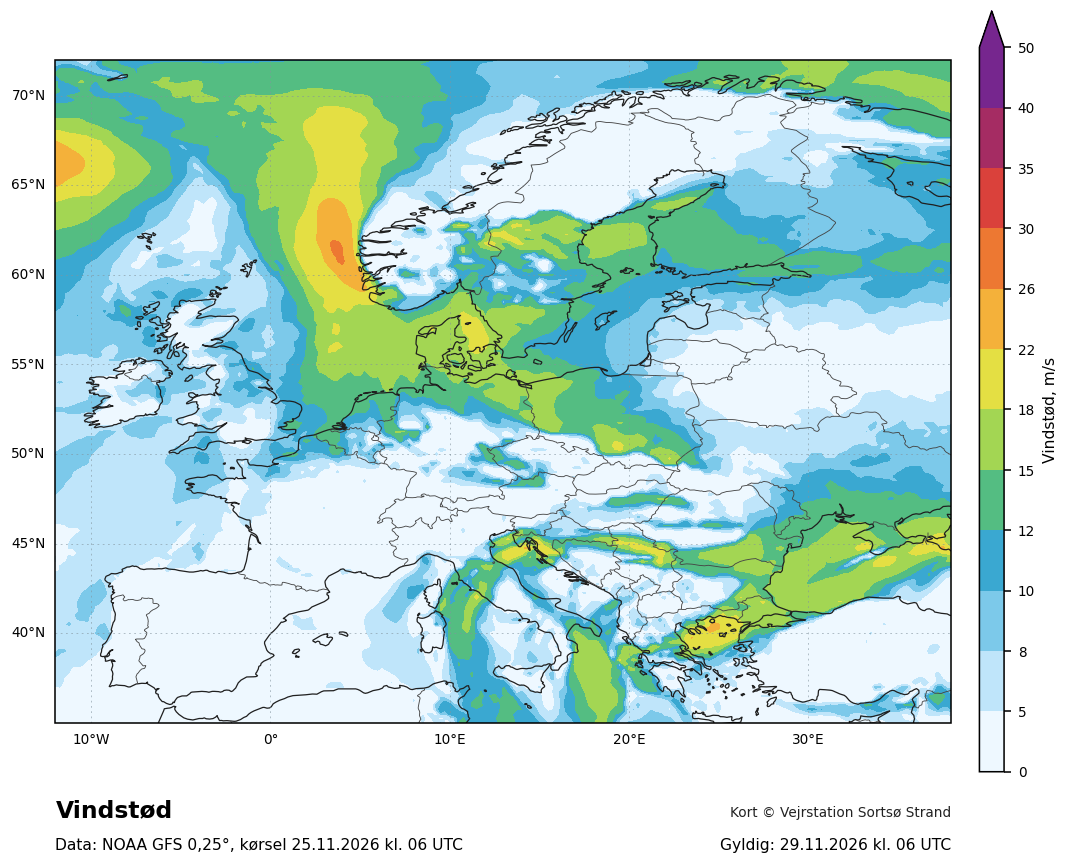 50
40
35
30
26
22
18
15
12
10
8
5
0
Vindstød, m/s
70°N
65°N
60°N
55°N
50°N
45°N
40°N
10°W
0°
10°E
20°E
30°E
Vindstød
Kort © Vejrstation Sortsø Strand
Data: NOAA GFS 0,25°, kørsel 25.11.2026 kl. 06 UTC
Gyldig: 29.11.2026 kl. 06 UTC